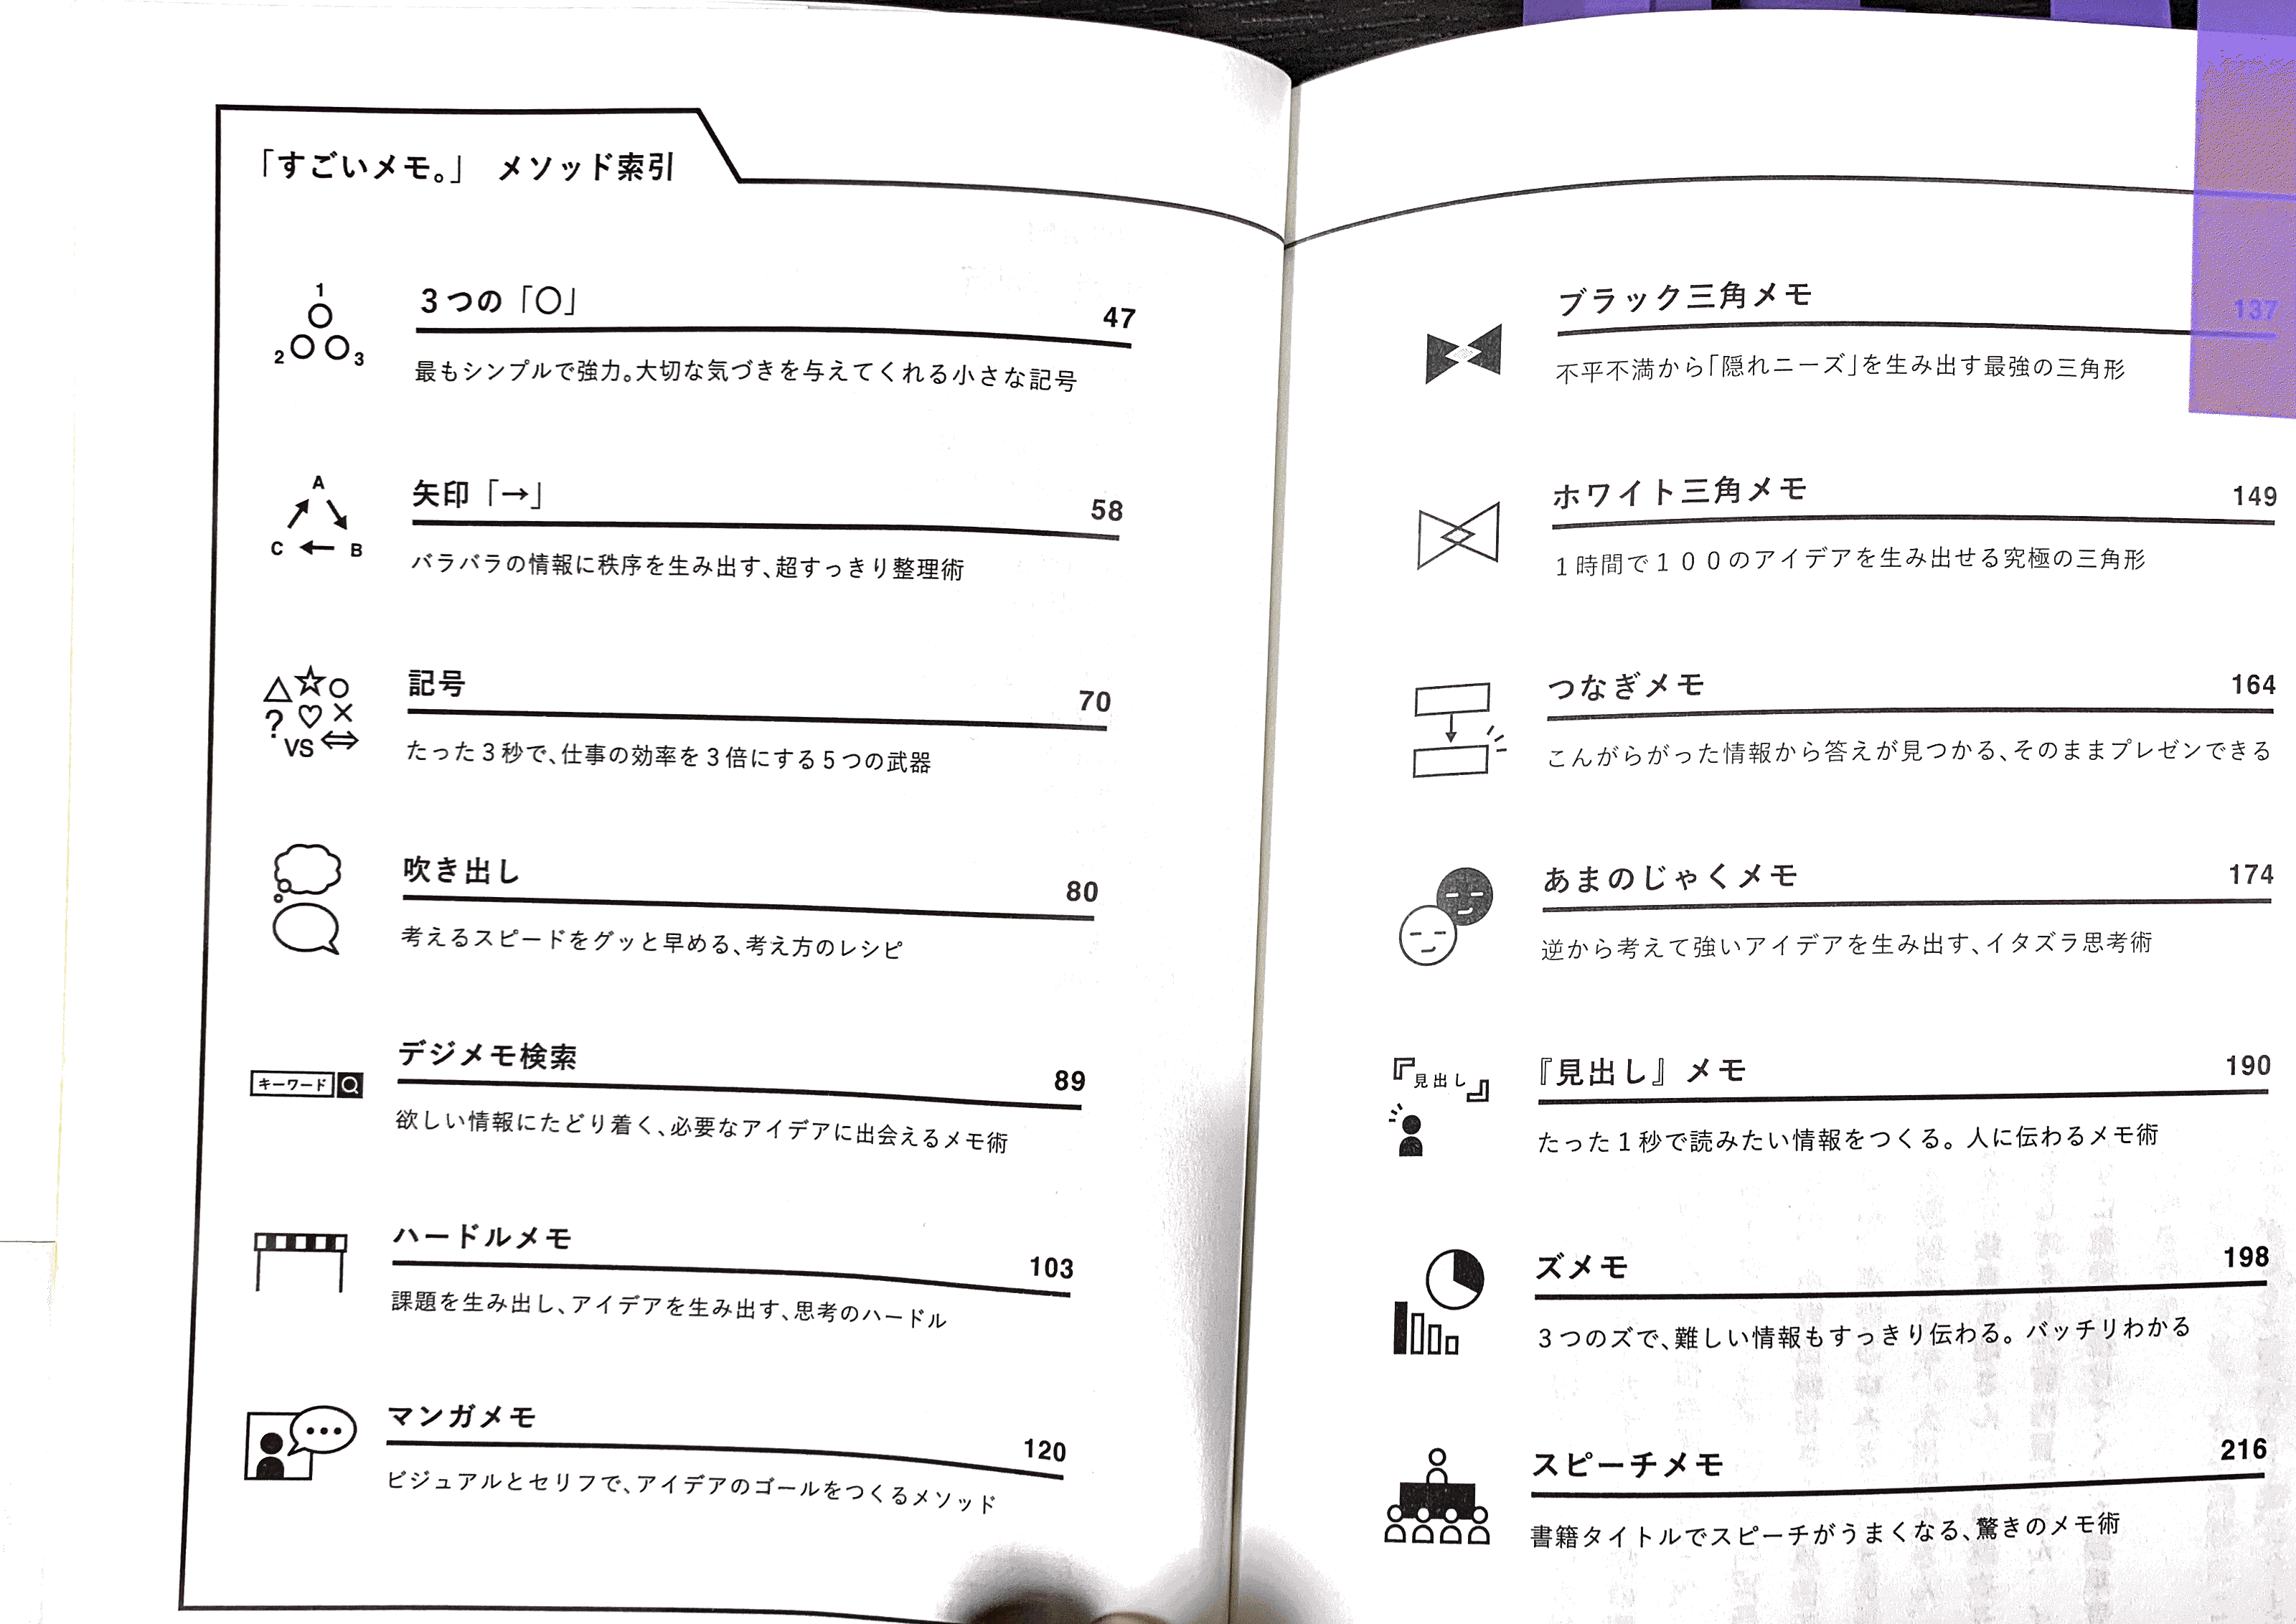 「すごいメモ。」 メソッド索引
1
2
3
3つの「〇」
47
最もシンプルで強力。大切な気づきを与えてくれる小さな記号
A
C
B
矢印「→」
58
バラバラの情報に秩序を生み出す、超すっきり整理術
?
VS
記号
70
たった3秒で、仕事の効率を3倍にする5つの武器
吹き出し
80
考えるスピードをグッと早める、考え方のレシピ
キーワード
デジメモ検索
89
欲しい情報にたどり着く、必要なアイデアに出会えるメモ術
ハードルメモ
103
課題を生み出し、アイデアを生み出す、思考のハードル
マンガメモ
120
ビジュアルとセリフで、アイデアのゴールをつくるメソッド
ブラック三角メモ
137
不平不満から「隠れニーズ」を生み出す最強の三角形
ホワイト三角メモ
149
1時間で100のアイデアを生み出せる究極の三角形
つなぎメモ
164
こんがらがった情報から答えが見つかる、そのままプレゼンできる
あまのじゃくメモ
174
逆から考えて強いアイデアを生み出す、イタズラ思考術
『見出し』
『見出し』メモ
190
たった1秒で読みたい情報をつくる。人に伝わるメモ術
ズメモ
198
3つのズで、難しい情報もすっきり伝わる。バッチリわかる
スピーチメモ
216
書籍タイトルでスピーチがうまくなる、驚きのメモ術